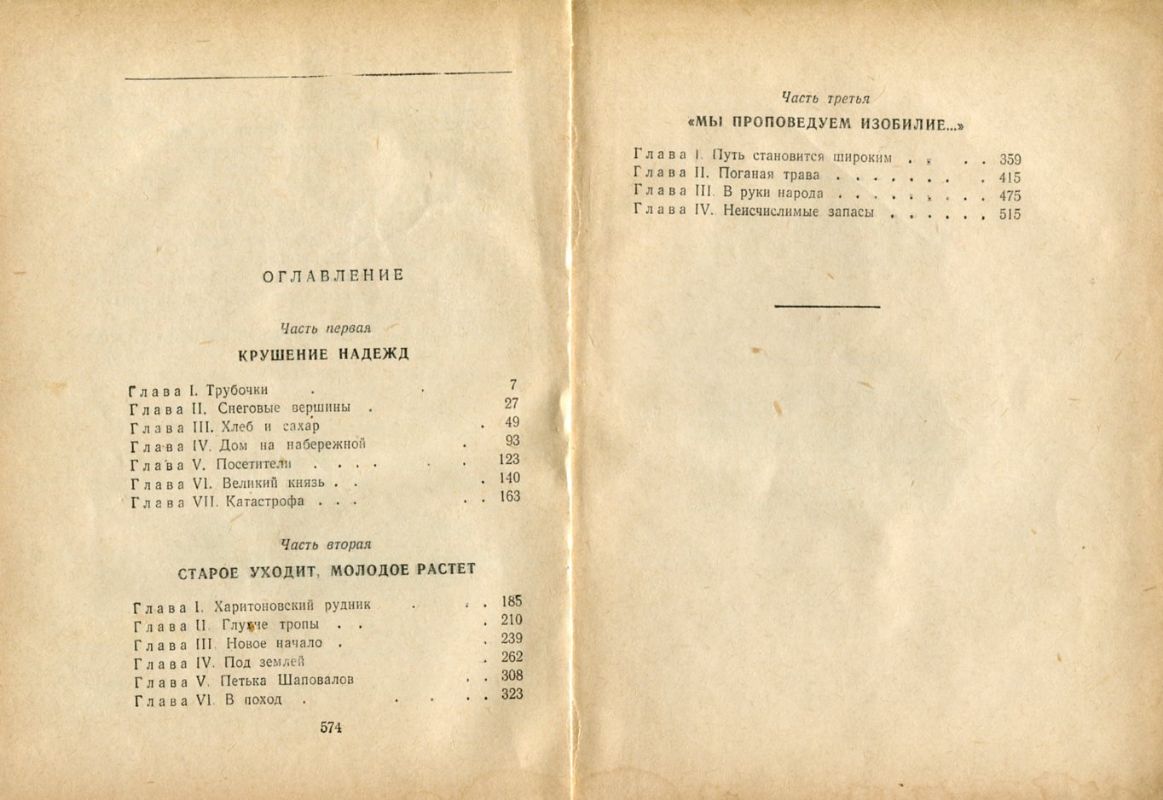 ОГЛАВЛЕНИЕ
Часть первая
КРУШЕНИЕ НАДЕЖД
Глава I. Трубочки . . 7
Глава II. Снеговые вершины . 27
Глава III. Хлеб и сахар . 49
Глава IV. Дом на набережной . 93
Глава V. Посетители . . . . . . 123
Глава VI. Великий князь . . . 140
Глава VII. Катастрофа . . . . . 163
Часть вторая
СТАРОЕ УХОДИТ, МОЛОДОЕ РАСТЕТ
Глава I. Харитоновский рудник . . . 185
Глава II Глухие тропы . . . 210
Глава III. Новое начало . . 239
Глава IV. Под землей . 262
Глава V. Петька Шаповалов . . 308
Глава VI. В поход . . . . . 323
574
Часть третья
«МЫ ПРОПОВЕДУЕМ ИЗОБИЛИЕ...»
Глава I. Путь становится широким . . . . 359
Глава II. Поганая трава . . . . . . . . 415
Глава III. В руки народа . . . . . . . . . 475
Глава IV. Неисчислимые запасы . . . . . . 515